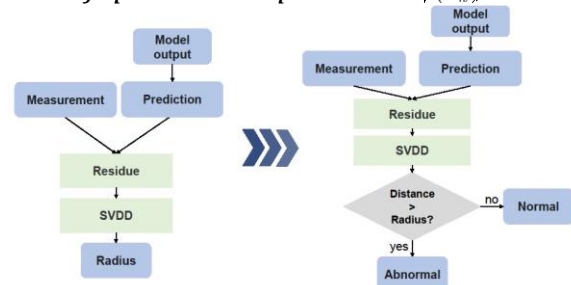 Model
output
Measurement
Prediction
Residue
SVDD
Radius
Model
output
Measurement
Prediction
Residue
SVDD
Distance
>
Radius?
no
Normal
yes
Abnormal